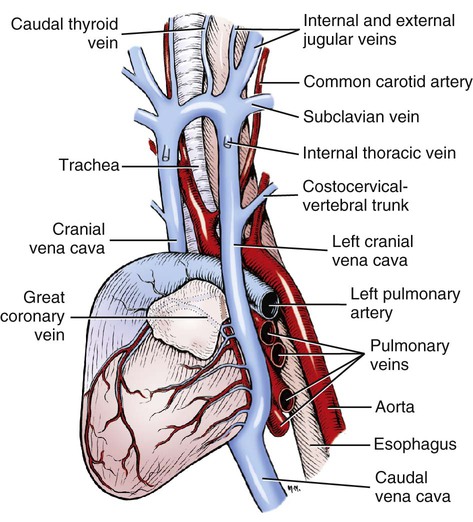 Caudal thyroid
vein
Internal and external
jugular veins
Common carotid artery
Subclavian vein
Internal thoracic vein
Trachea
Costocervical-
vertebral trunk
Cranial
vena cava
Left cranial
vena cava
Great
coronary
vein
Left pulmonary
artery
Pulmonary
veins
Aorta
Esophagus
Caudal
vena cava